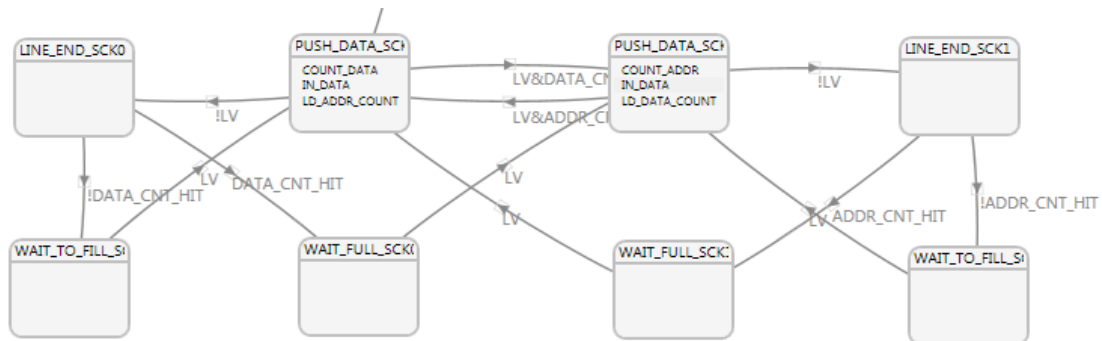 LINE_END_SCK0
PUSH_DATA_SCK
PUSH_DATA_SCK
LINE_END_SCK1
COUNT_DATA
IN_DATA
LD_ADDR_COUNT
COUNT_ADDR
IN_DATA
LD_DATA_COUNT
LV&DATA_CN
!LV
!LV
LV&ADDR_C
!DATA_CNT_HIT
LV
DATA_CNT_HIT
LV
LV
LV
ADDR_CNT_HIT
!ADDR_CNT_HIT
WAIT_TO_FILL_S
WAIT_FULL_SCK
WAIT_FULL_SCK
WAIT_TO_FILL_S